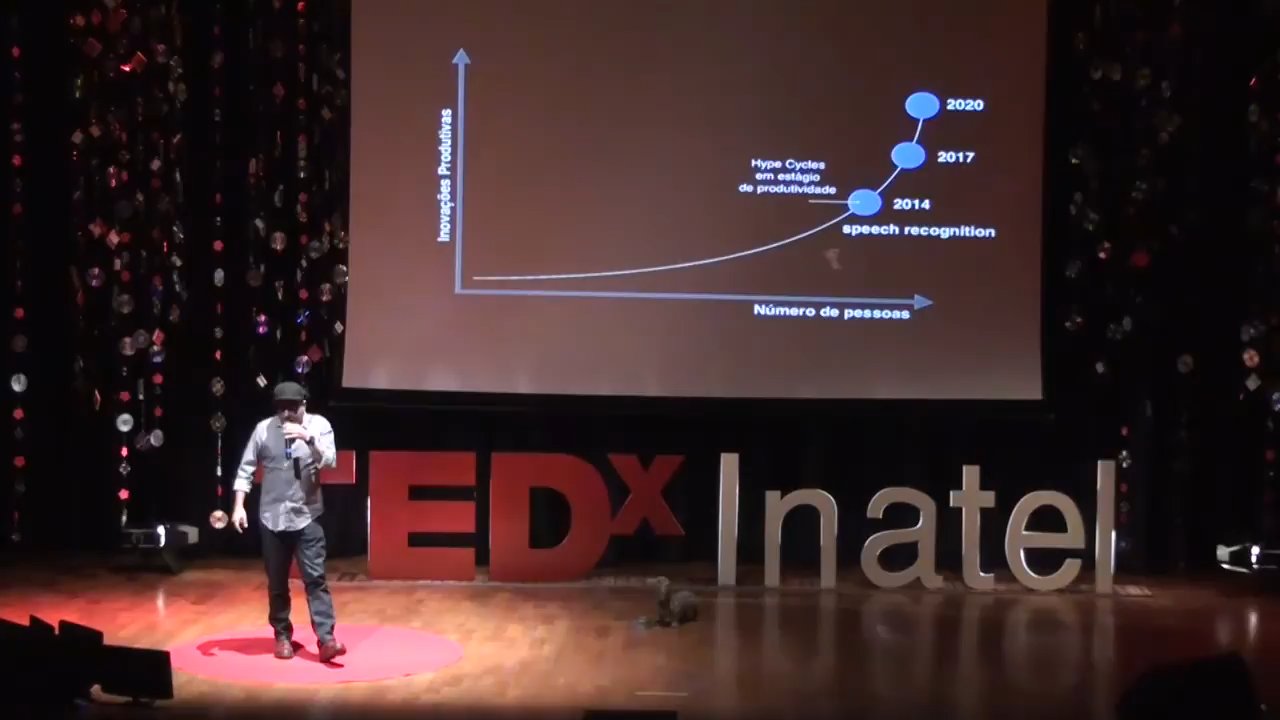 Inovações Produtivas
2020
2017
Hype Cycles
em estágio
de produtividade
2014
speech recognition
Número de pessoas
TEDx Inatel